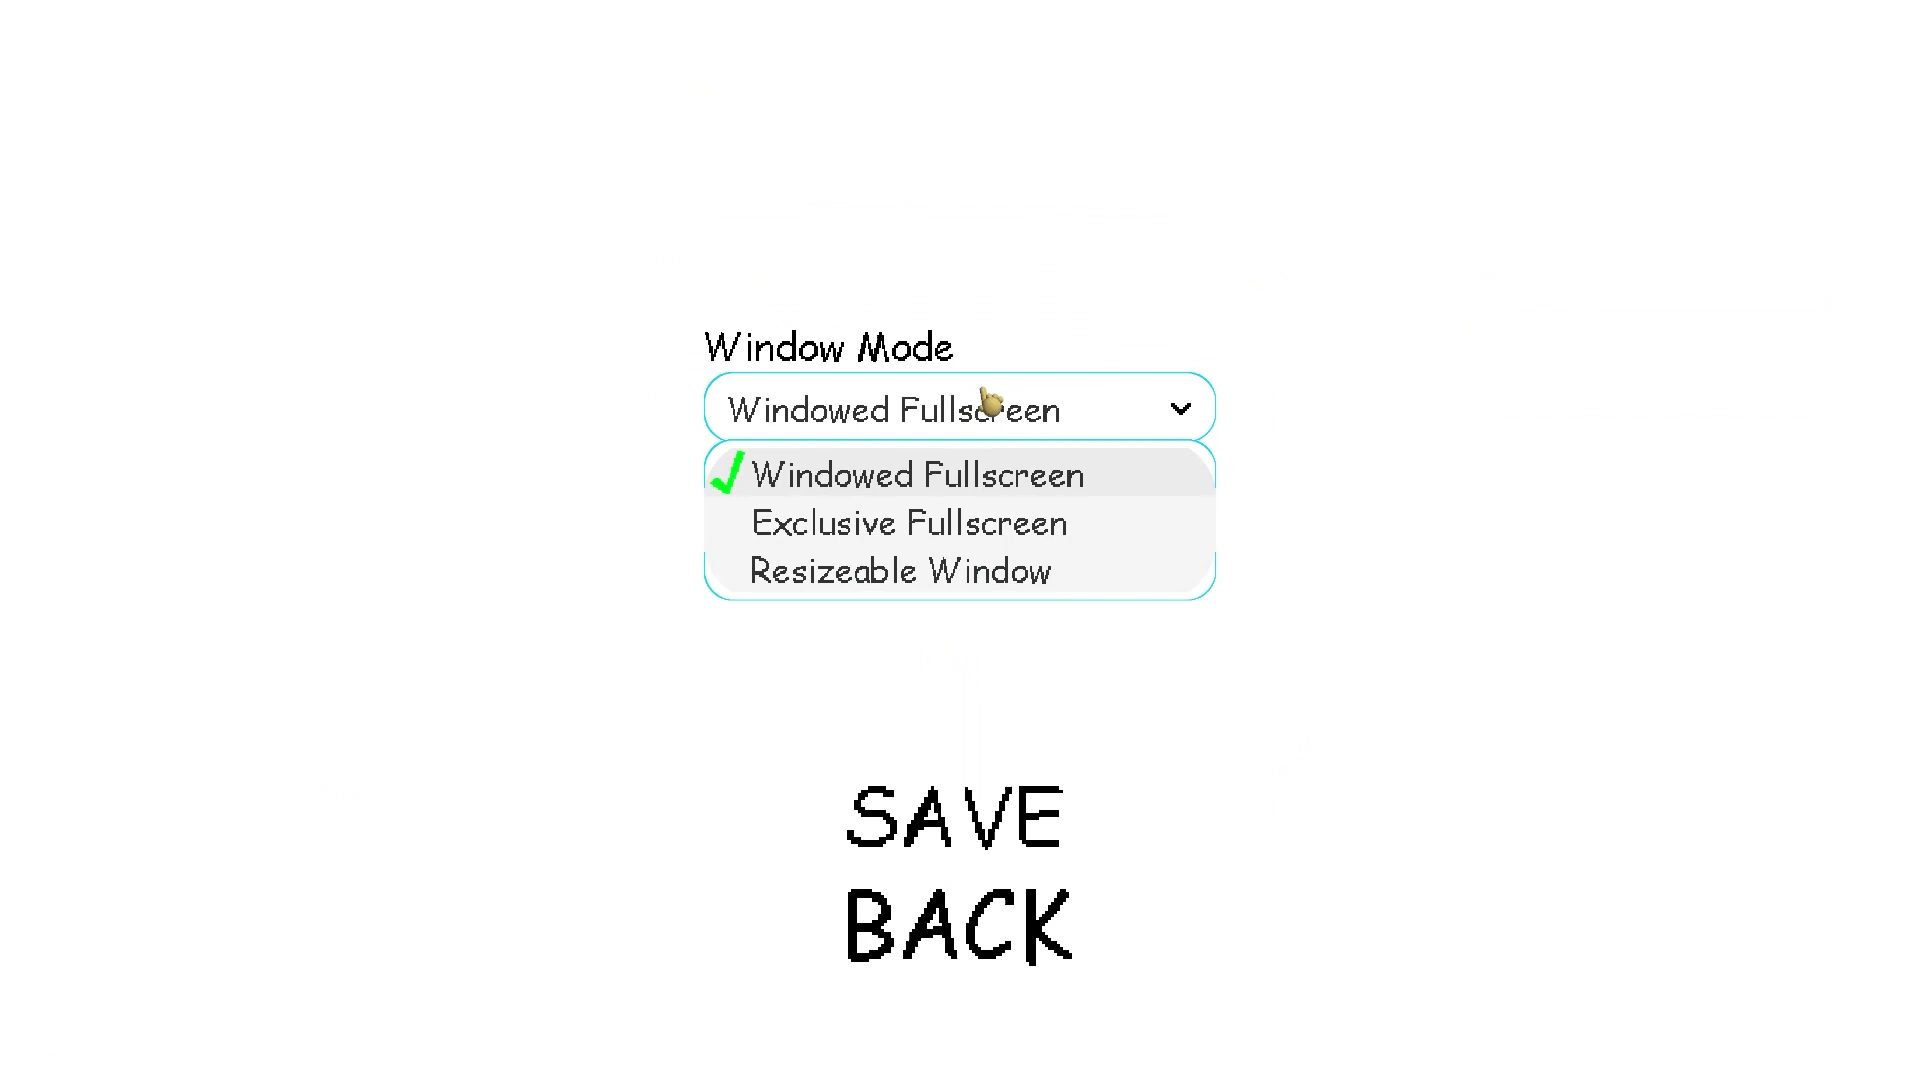 Window Mode
Windowed Fullscreen
Windowed Fullscreen
Exclusive Fullscreen
Resizeable Window
SAVE
BACK